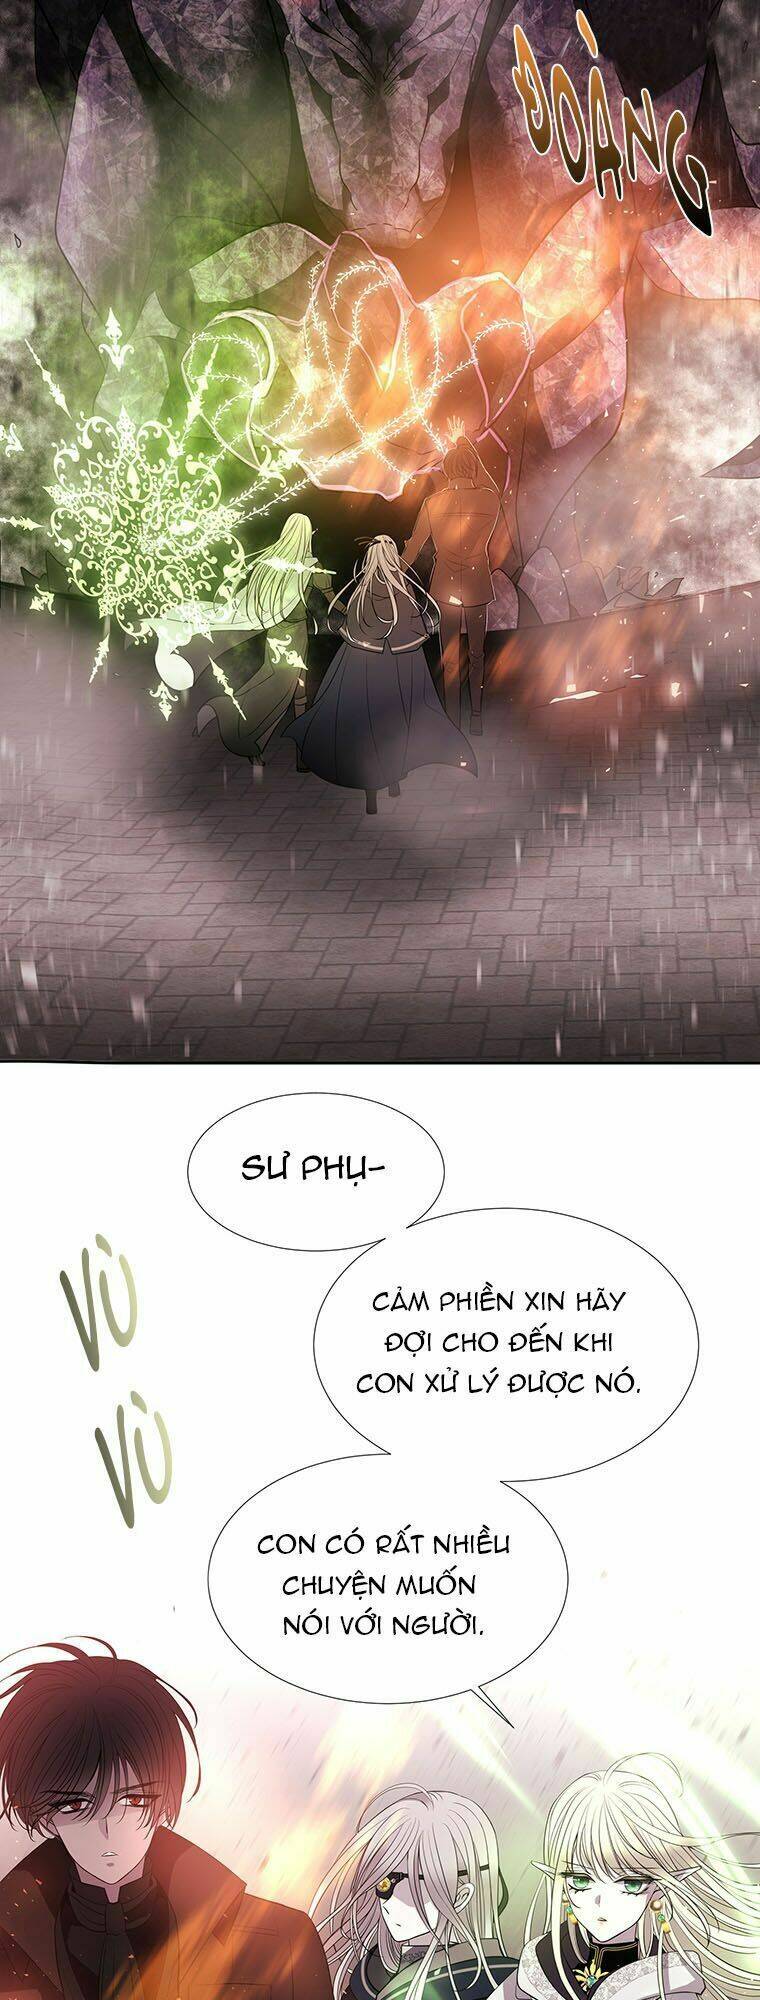 ĐOÀNG
SƯ PHỤ-
CẢM PHIỀN XIN HÃY
ĐỢI CHO ĐẾN KHI
CON XỬ LÝ ĐƯỢC NÓ.
VÙ
VÙ
CON CÓ RẤT NHIỀU
CHUYỆN MUỐN
NÓI VỚI NGƯỜI.